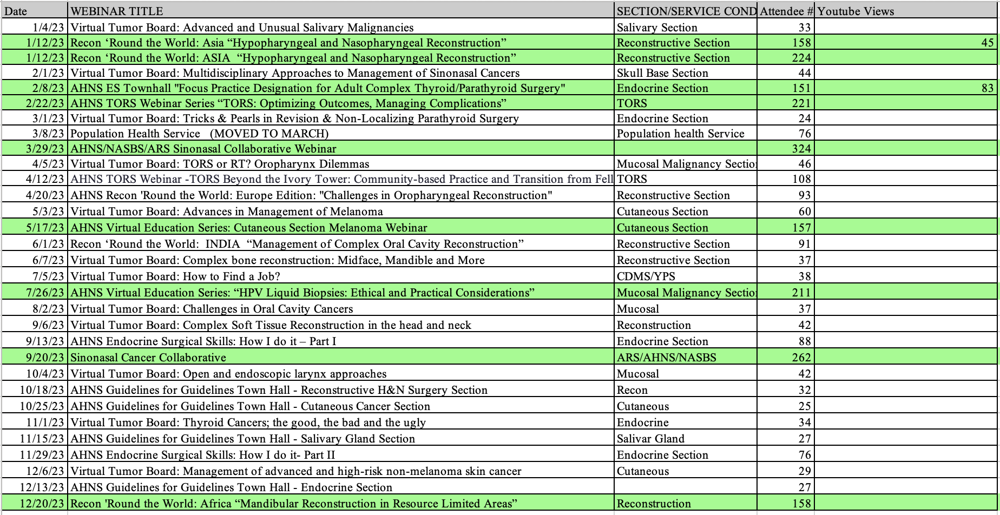 Date WEBINAR TITLE SECTION/SERVICE COND Attendee # Youtube Views
1/4/23 Virtual Tumor Board: Advanced and Unusual Salivary Malignancies Salivary Section 33
1/12/23 Recon ‘Round the World: Asia “Hypopharyngeal and Nasopharyngeal Reconstruction” Reconstructive Section 158 45
1/12/23 Recon ‘Round the World: ASIA “Hypopharyngeal and Nasopharyngeal Reconstruction” Reconstructive Section 224
2/1/23 Virtual Tumor Board: Multidisciplinary Approaches to Management of Sinonasal Cancers Skull Base Section 44
2/8/23 AHNS ES Townhall "Focus Practice Designation for Adult Complex Thyroid/Parathyroid Surgery" Endocrine Section 151 83
2/22/23 AHNS TORS Webinar Series “TORS: Optimizing Outcomes, Managing Complications” TORS 221
3/1/23 Virtual Tumor Board: Tricks & Pearls in Revision & Non-Localizing Parathyroid Surgery Endocrine Section 24
3/8/23 Population Health Service (MOVED TO MARCH) Population health Service 76
3/29/23 AHNS/NASBS/ARS Sinonasal Collaborative Webinar 324
4/5/23 Virtual Tumor Board: TORS or RT? Oropharynx Dilemmas Mucosal Malignancy Sectio 46
4/12/23 AHNS TORS Webinar -TORS Beyond the Ivory Tower: Community-based Practice and Transition from Fell TORS 108
4/20/23 AHNS Recon 'Round the World: Europe Edition: "Challenges in Oropharyngeal Reconstruction" Reconstructive Section 93
5/3/23 Virtual Tumor Board: Advances in Management of Melanoma Cutaneous Section 60
5/17/23 AHNS Virtual Education Series: Cutaneous Section Melanoma Webinar Cutaneous Section 157
6/1/23 Recon ‘Round the World: INDIA “Management of Complex Oral Cavity Reconstruction” Reconstructive Section 91
6/7/23 Virtual Tumor Board: Complex bone reconstruction: Midface, Mandible and More Reconstructive Section 37
7/5/23 Virtual Tumor Board: How to Find a Job? CDMS/YPS 38
7/26/23 AHNS Virtual Education Series: “HPV Liquid Biopsies: Ethical and Practical Considerations” Mucosal Malignancy Sectio 211
8/2/23 Virtual Tumor Board: Challenges in Oral Cavity Cancers Mucosal 37
9/6/23 Virtual Tumor Board: Complex Soft Tissue Reconstruction in the head and neck Reconstruction 42
9/13/23 AHNS Endocrine Surgical Skills: How I do it – Part I Endocrine Section 88
9/20/23 Sinonasal Cancer Collaborative ARS/AHNS/NASBS 262
10/4/23 Virtual Tumor Board: Open and endoscopic larynx approaches Mucosal 42
10/18/23 AHNS Guidelines for Guidelines Town Hall - Reconstructive H&N Surgery Section Recon 32
10/25/23 AHNS Guidelines for Guidelines Town Hall - Cutaneous Cancer Section Cutaneous 25
11/1/23 Virtual Tumor Board: Thyroid Cancers; the good, the bad and the ugly Endocrine 34
11/15/23 AHNS Guidelines for Guidelines Town Hall - Salivary Gland Section Salivar Gland 27
11/29/23 AHNS Endocrine Surgical Skills: How I do it- Part II Endocrine Section 76
12/6/23 Virtual Tumor Board: Management of advanced and high-risk non-melanoma skin cancer Cutaneous 29
12/13/23 AHNS Guidelines for Guidelines Town Hall - Endocrine Section 27
12/20/23 Recon 'Round the World: Africa “Mandibular Reconstruction in Resource Limited Areas” Reconstruction 158